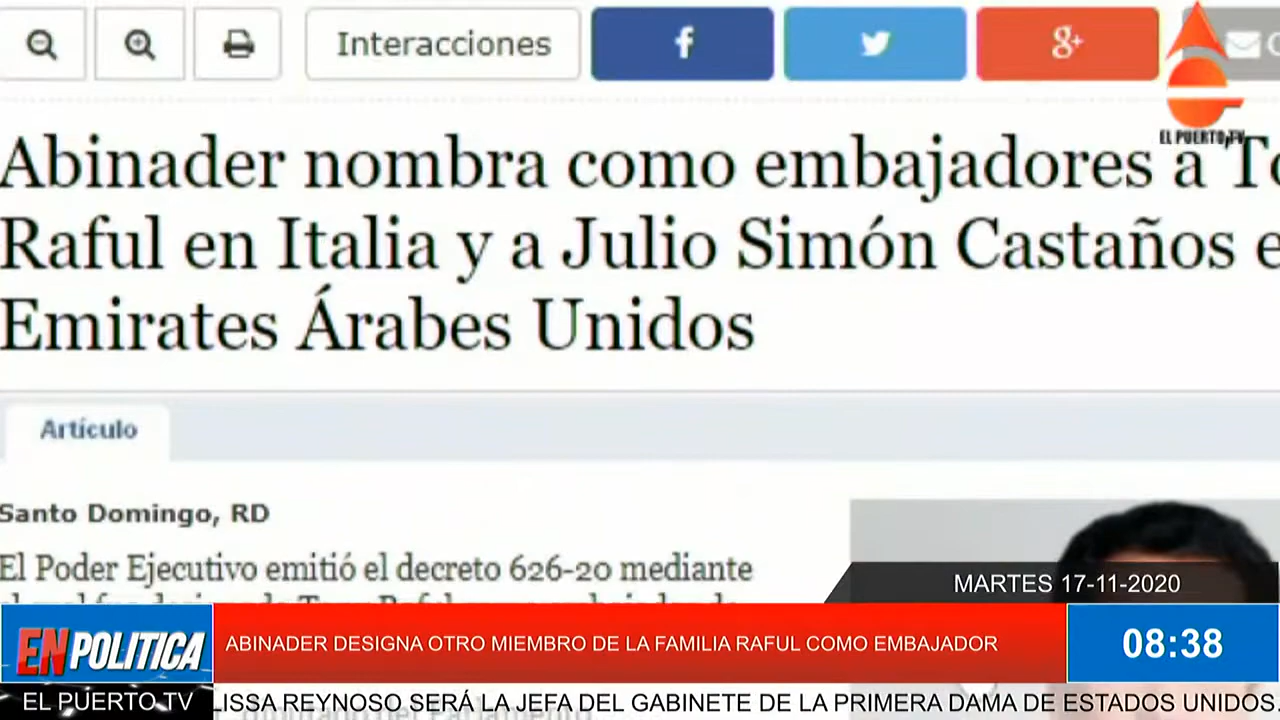 Interacciones
f
g+
EL PUERTO TV
Abinader nombra como embajadores a To
Raful en Italia y a Julio Simón Castaños e
Emirates Árabes Unidos
Artículo
Santo Domingo, RD
El Poder Ejecutivo emitió el decreto 626-20 mediante
MARTES 17-11-2020
EN POLITICA
ABINADER DESIGNA OTRO MIEMBRO DE LA FAMILIA RAFUL COMO EMBAJADOR
08:38
EL PUERTO TV
LISSA REYNOSO SERÁ LA JEFA DEL GABINETE DE LA PRIMERA DAMA DE ESTADOS UNIDOS.